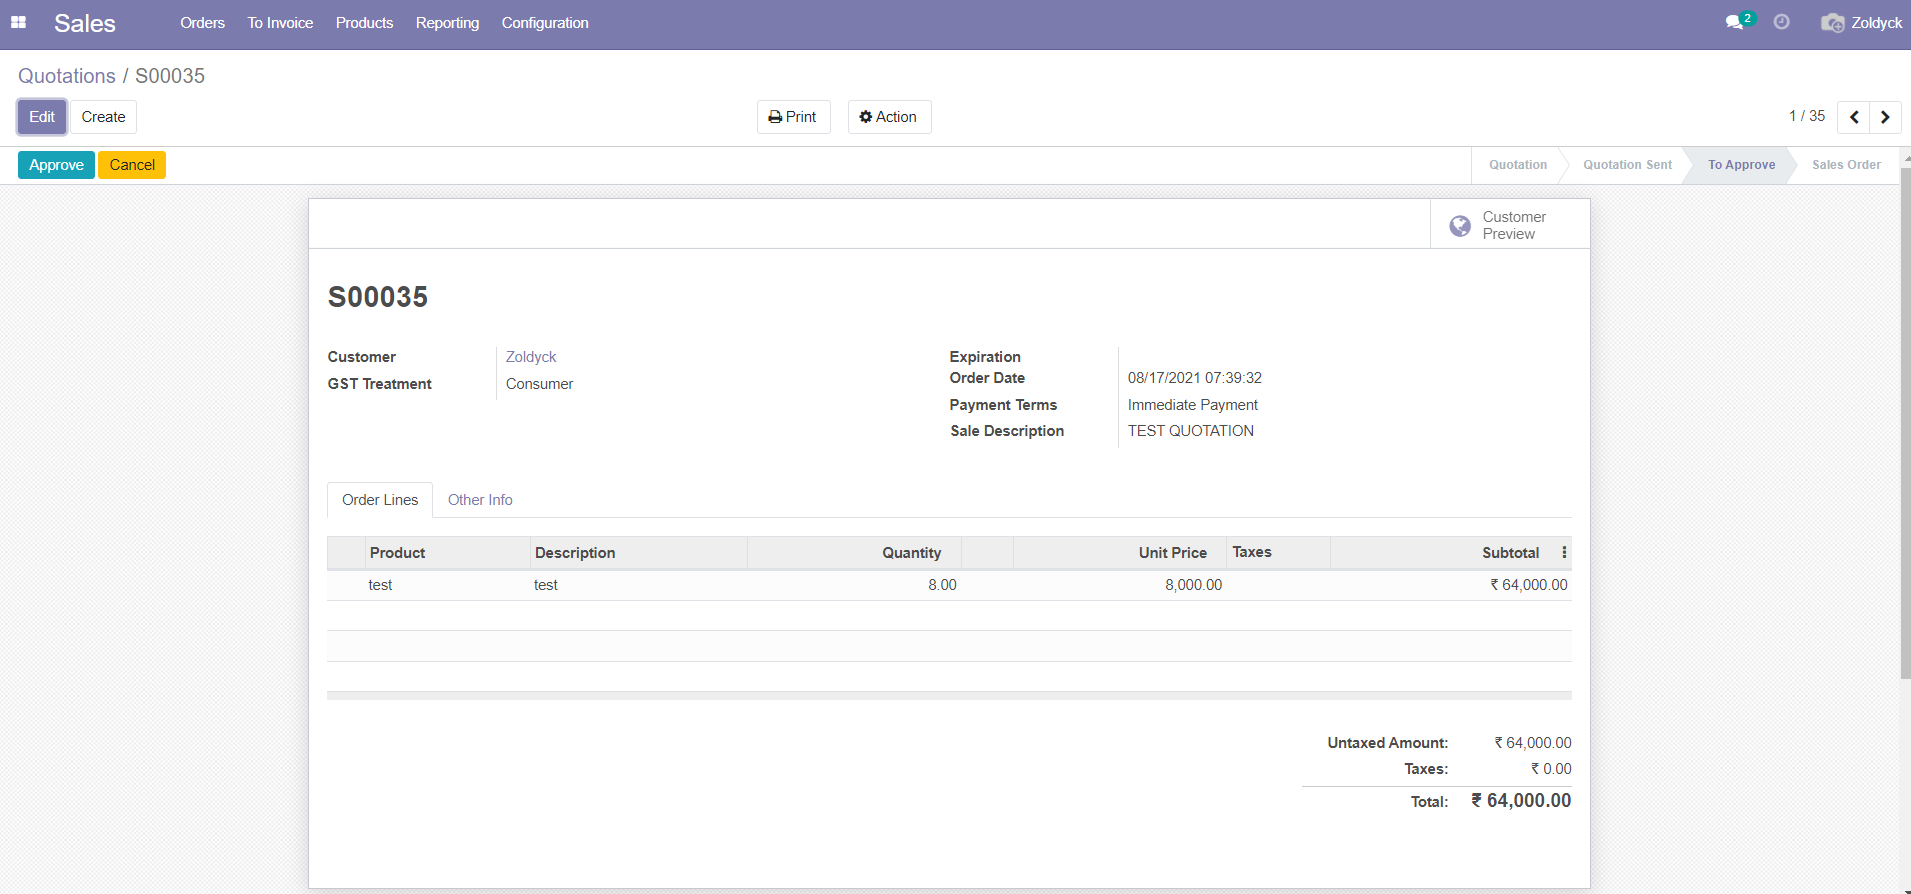 Sales Orders To Invoice Products Reporting Configuration 2 Zoldyck
Quotations / S00035
Edit Create Print Action 1 / 35
Approve Cancel Quotation Quotation Sent To Approve Sales Order
Customer
Preview
S00035
Customer Zoldyck
GST Treatment Consumer
Expiration
Order Date 08/17/2021 07:39:32
Payment Terms Immediate Payment
Sale Description TEST QUOTATION
Order Lines Other Info
Product Description Quantity Unit Price Taxes Subtotal
test test 8.00 8,000.00 ₹ 64,000.00
Untaxed Amount: ₹ 64,000.00
Taxes: ₹ 0.00
Total: ₹ 64,000.00